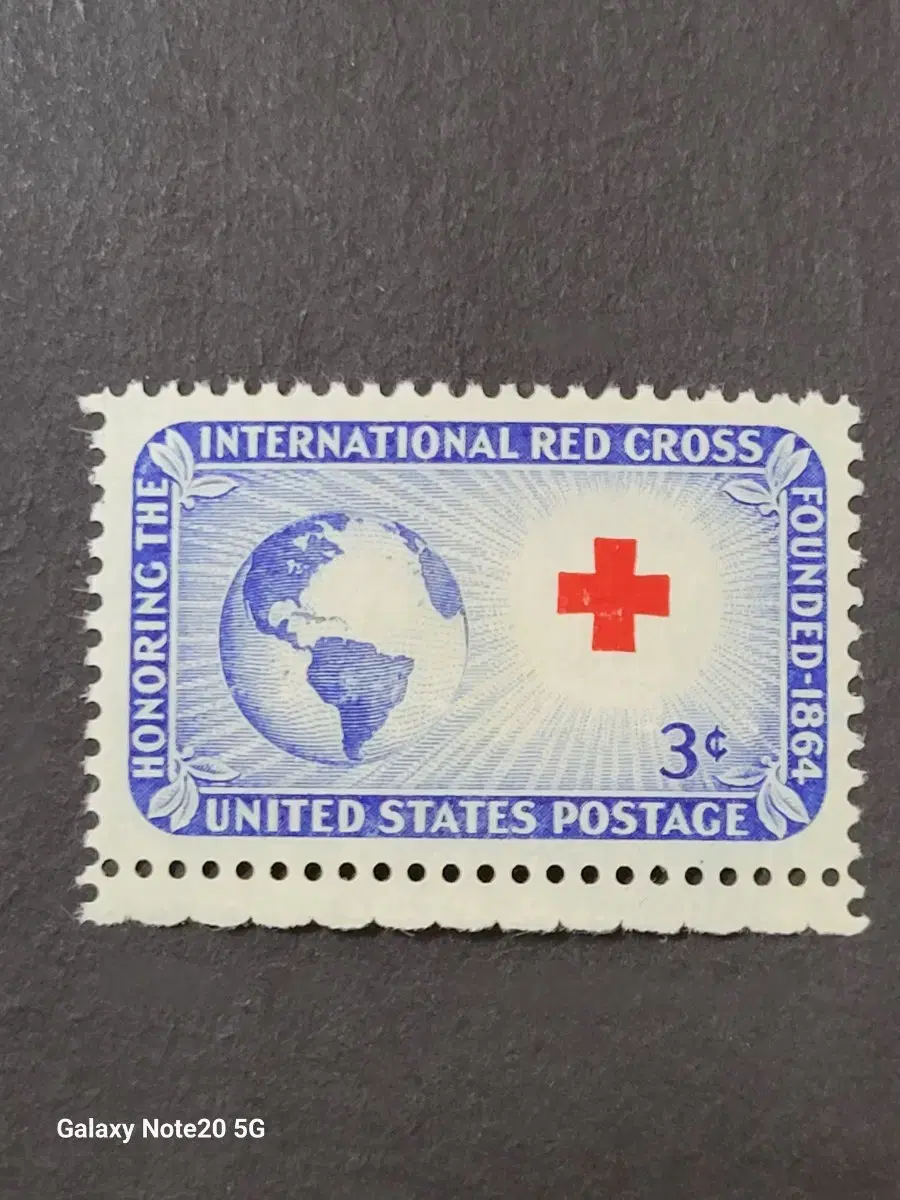 INTERNATIONAL RED CROSS
HONORING THE
FOUNDED-1864
3¢
UNITED STATES POSTAGE
Galaxy Note20 5G